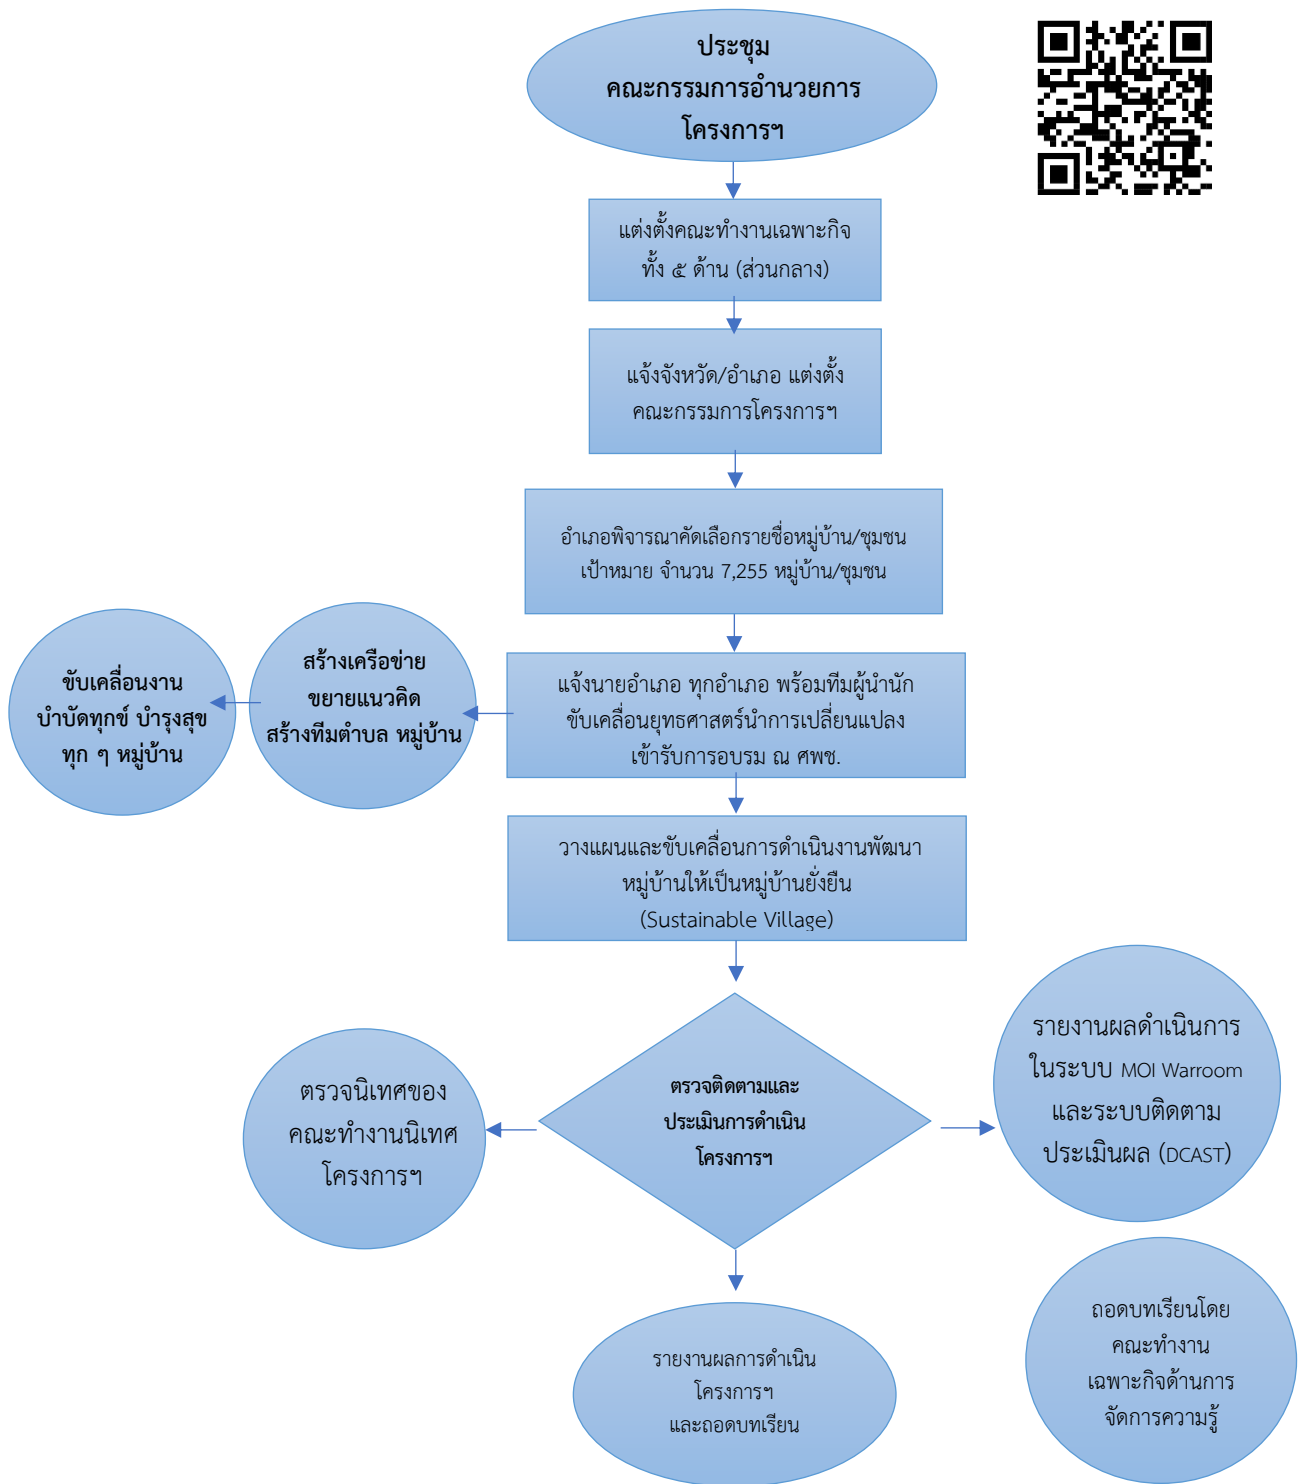 ประชุม
คณะกรรมการอำนวยการ
โครงการฯ
แต่งตั้งคณะทำงานเฉพาะกิจ
ทั้ง ๕ ด้าน (ส่วนกลาง)
แจ้งจังหวัด/อำเภอ แต่งตั้ง
คณะกรรมการโครงการฯ
อำเภอพิจารณาคัดเลือกรายชื่อหมู่บ้าน/ชุมชน
เป้าหมาย จำนวน 7,255 หมู่บ้าน/ชุมชน
แจ้งนายอำเภอ ทุกอำเภอ พร้อมทีมผู้นำนัก
ขับเคลื่อนยุทธศาสตร์นำการเปลี่ยนแปลง
เข้ารับการอบรม ณ ศพช.
สร้างเครือข่าย
ขยายแนวคิด
สร้างทีมตำบล หมู่บ้าน
ขับเคลื่อนงาน
บำบัดทุกข์ บำรุงสุข
ทุก ๆ หมู่บ้าน
วางแผนและขับเคลื่อนการดำเนินงานพัฒนา
หมู่บ้านให้เป็นหมู่บ้านยั่งยืน
(Sustainable Village)
ตรวจติดตามและ
ประเมินการดำเนิน
โครงการฯ
ตรวจนิเทศของ
คณะทำงานนิเทศ
โครงการฯ
รายงานผลดำเนินการ
ในระบบ MOI Warroom
และระบบติดตาม
ประเมินผล (DCAST)
รายงานผลการดำเนิน
โครงการฯ
และถอดบทเรียน
ถอดบทเรียนโดย
คณะทำงาน
เฉพาะกิจด้านการ
จัดการความรู้